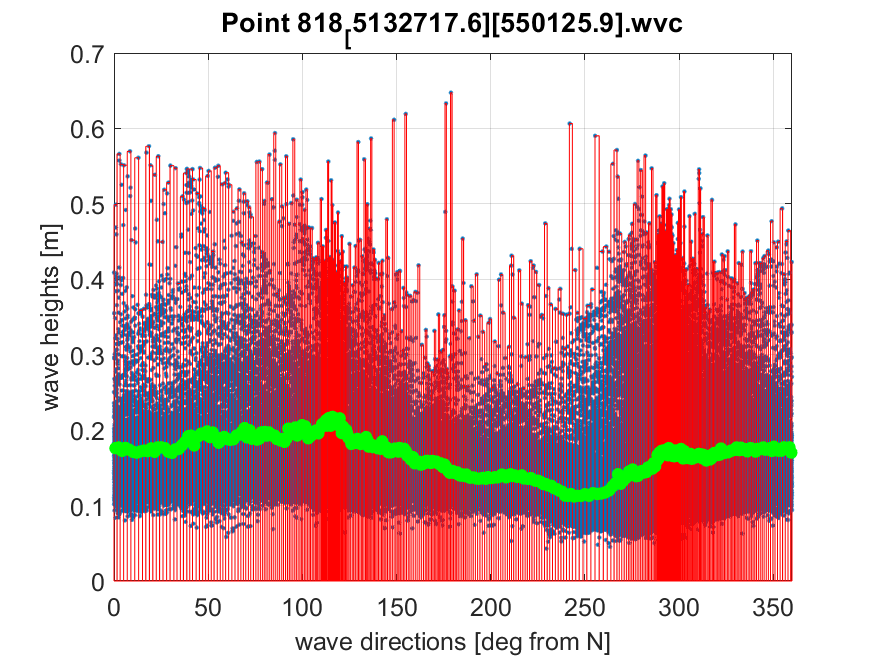 Point 818[5132717.6][550125.9].wvc
0.7
0.6
0.5
0.4
0.3
0.2
0.1
0
wave heights [m]
0 50 100 150 200 250 300 350
wave directions [deg from N]